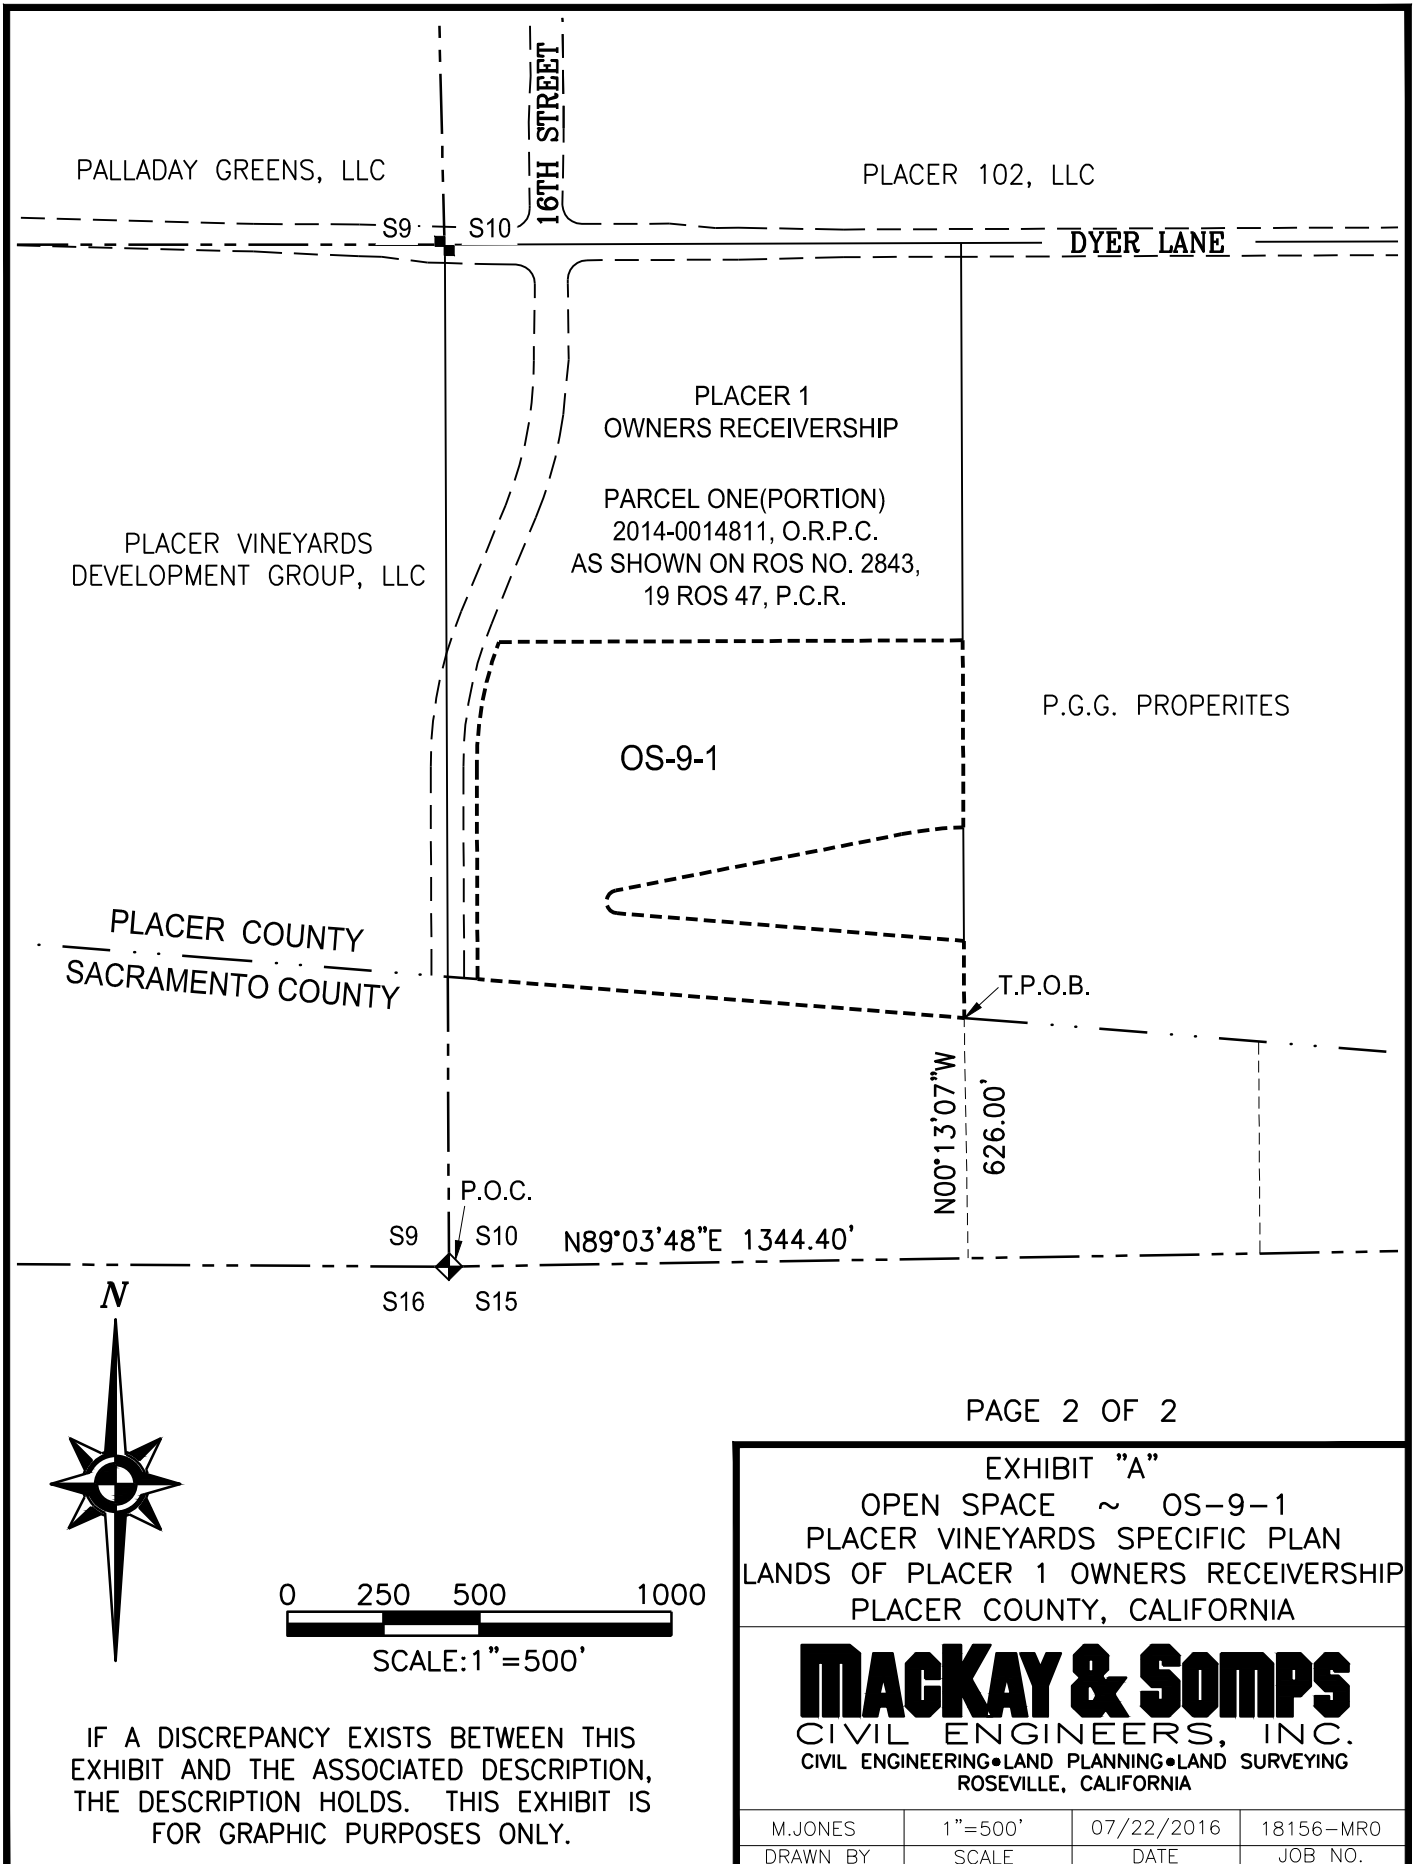 16TH STREET
PALLADAY GREENS, LLC
PLACER 102, LLC
S9
S10
DYER LANE
PLACER 1
OWNERS RECEIVERSHIP
PARCEL ONE(PORTION)
2014-0014811, O.R.P.C.
AS SHOWN ON ROS NO. 2843,
19 ROS 47, P.C.R.
PLACER VINEYARDS
DEVELOPMENT GROUP, LLC
P.G.G. PROPERITES
OS-9-1
PLACER COUNTY
SACRAMENTO COUNTY
T.P.O.B.
N00°13'07"W
626.00'
P.O.C.
S9
S10
N89°03'48"E 1344.40'
S16
S15
N
PAGE 2 OF 2
0 250 500 1000
SCALE:1"=500'
IF A DISCREPANCY EXISTS BETWEEN THIS
EXHIBIT AND THE ASSOCIATED DESCRIPTION,
THE DESCRIPTION HOLDS. THIS EXHIBIT IS
FOR GRAPHIC PURPOSES ONLY.
EXHIBIT "A"
OPEN SPACE ~ OS-9-1
PLACER VINEYARDS SPECIFIC PLAN
LANDS OF PLACER 1 OWNERS RECEIVERSHIP
PLACER COUNTY, CALIFORNIA
MACKAY & SOMPS
CIVIL ENGINEERS, INC.
CIVIL ENGINEERING•LAND PLANNING•LAND SURVEYING
ROSEVILLE, CALIFORNIA
M.JONES 1"=500' 07/22/2016 18156-MR0
DRAWN BY SCALE DATE JOB NO.